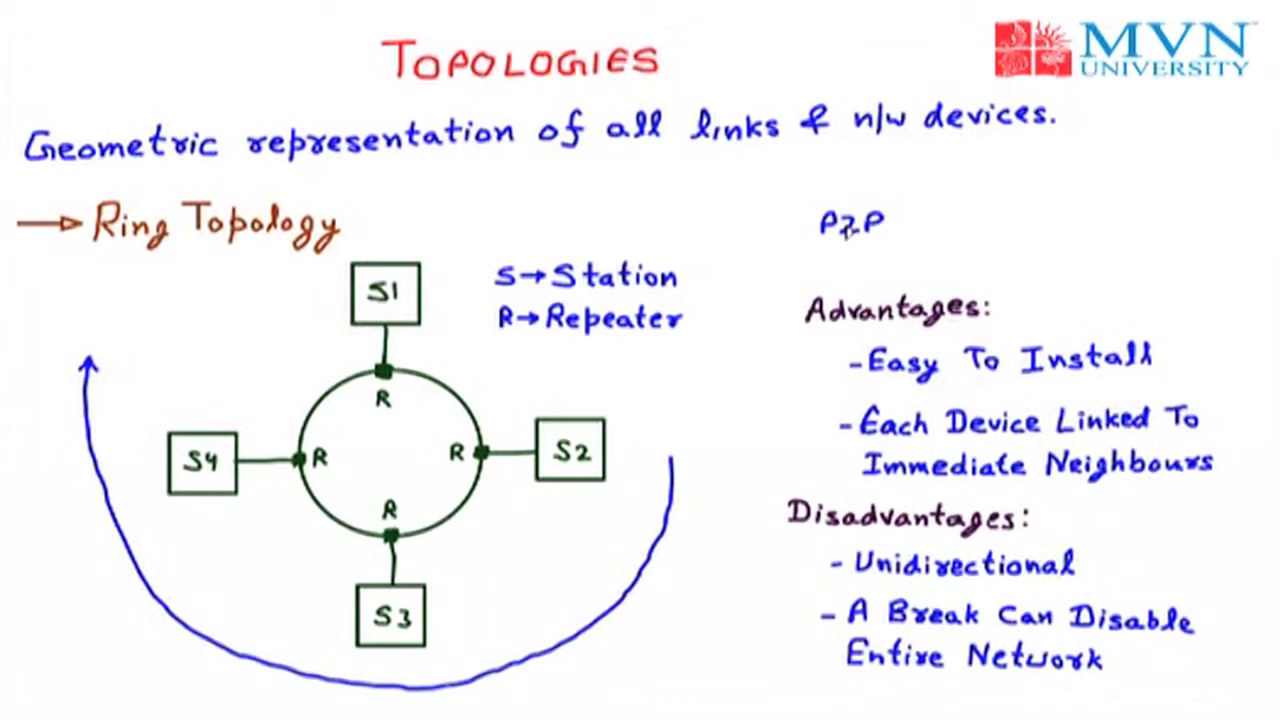 TOPOLOGIES
MVN
UNIVERSITY
Geometric representation of all links & n/w devices.
Ring Topology
P2P
S→Station
R→Repeater
S1
R
S4
R
R
S2
R
S3
Advantages:
-Easy To Install
-Each Device Linked To
Immediate Neighbours
Disadvantages:
- Unidirectional
- A Break Can Disable
Entire Network